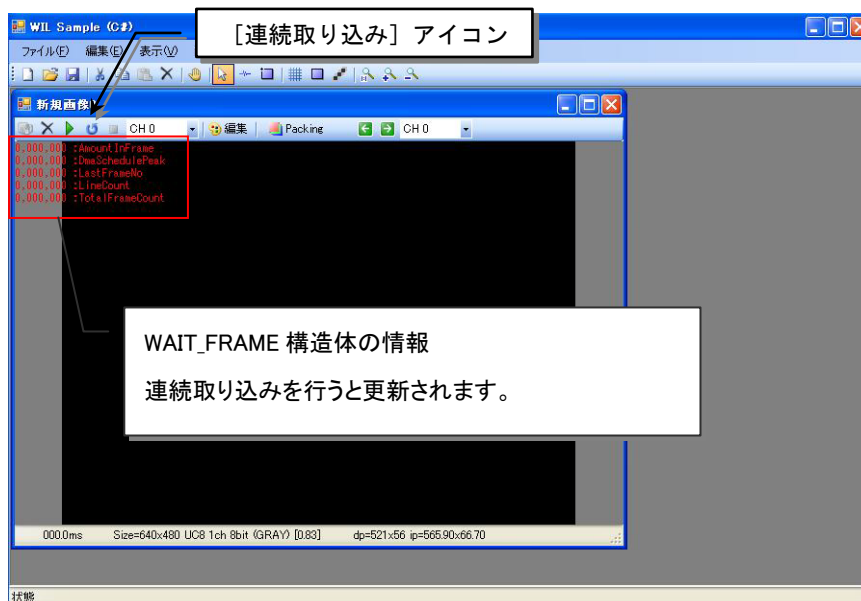 WIL Sample (C#)
[連続取り込み] アイコン
ファイル(F) 編集(E) 表示(V)
新規画像
CH 0 編集 Packing CH 0
0,000,000 :AmountInFrame
0,000,000 :DmaSchedulePeak
0,000,000 :LastFrameNo
0,000,000 :LineCount
0,000,000 :TotalFrameCount
WAIT_FRAME 構造体の情報
連続取り込みを行うと更新されます。
000.0ms Size=640x480 UC8 1ch 8bit (GRAY) [0.83] dp=521x56 ip=565.90x66.70
状態